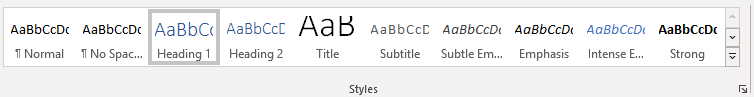 AaBbCcDc AaBbCcDc AaBbCc AaBbCcD AaB AaBbCcD AaBbCcDc AaBbCcDc AaBbCcDc AaBbCcDc
¶ Normal ¶ No Spac... Heading 1 Heading 2 Title Subtitle Subtle Em... Emphasis Intense E... Strong
Styles